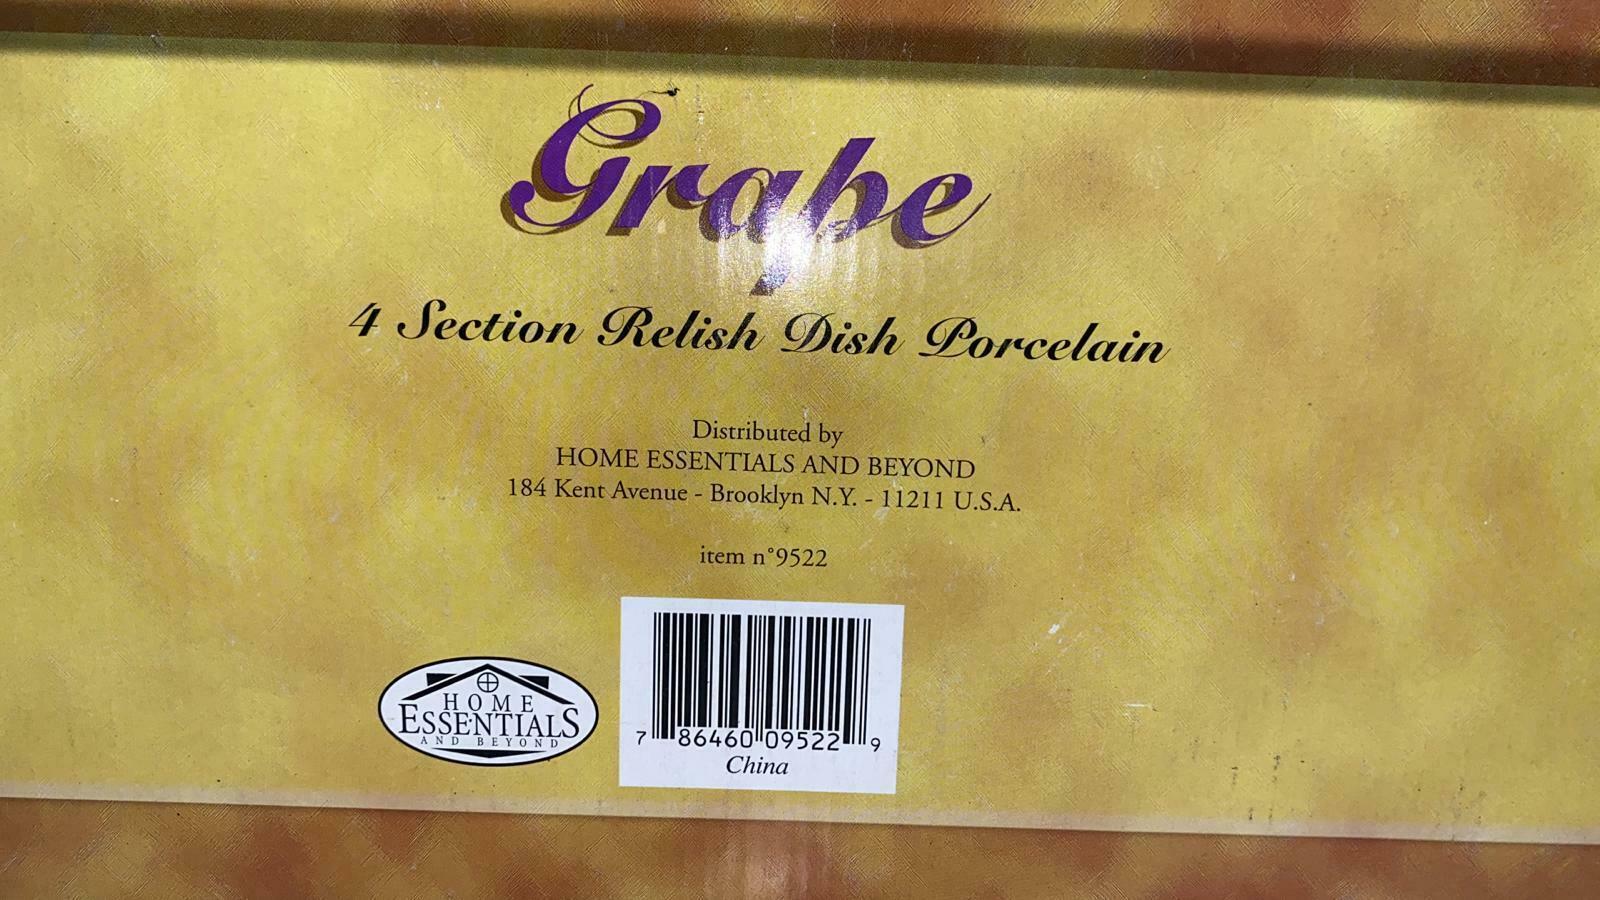 Grape
4 Section Relish Dish Porcelain
Distributed by
HOME ESSENTIALS AND BEYOND
184 Kent Avenue - Brooklyn N.Y. - 11211 U.S.A.
item n°9522
HOME
ESSENTIALS
AND BEYOND
7 86460 09522 9
China